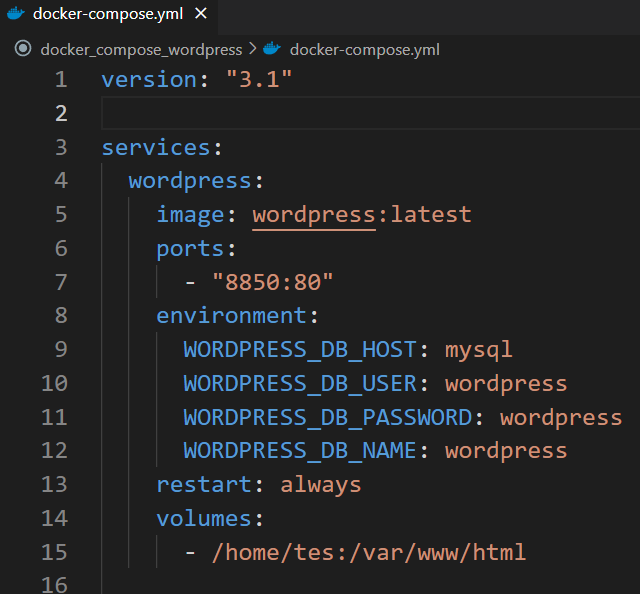 docker-compose.yml ×
docker_compose_wordpress > docker-compose.yml
1 version: "3.1"
2
3 services:
4   wordpress:
5     image: wordpress:latest
6     ports:
7       - "8850:80"
8     environment:
9       WORDPRESS_DB_HOST: mysql
10       WORDPRESS_DB_USER: wordpress
11       WORDPRESS_DB_PASSWORD: wordpress
12       WORDPRESS_DB_NAME: wordpress
13     restart: always
14     volumes:
15       - /home/tes:/var/www/html
16